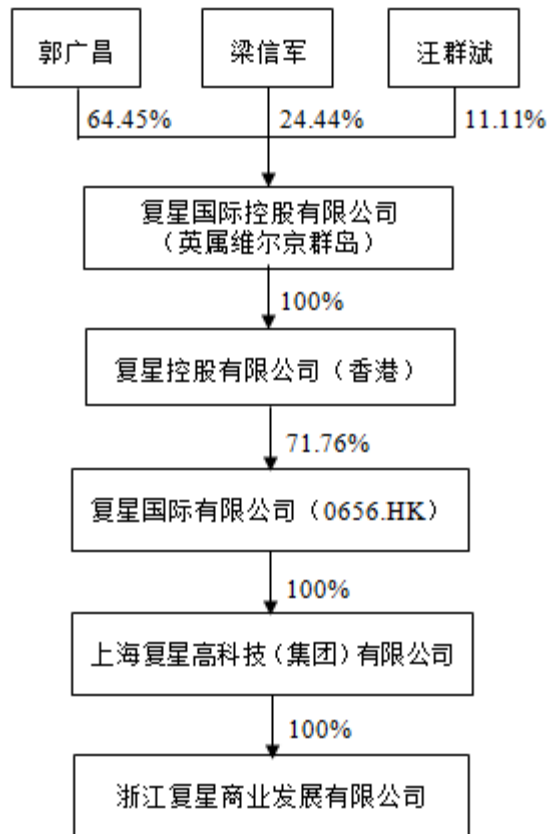 郭广昌
梁信军
汪群斌
64.45%
24.44%
11.11%
复星国际控股有限公司
（英属维尔京群岛）
100%
复星控股有限公司（香港）
71.76%
复星国际有限公司（0656.HK）
100%
上海复星高科技（集团）有限公司
100%
浙江复星商业发展有限公司